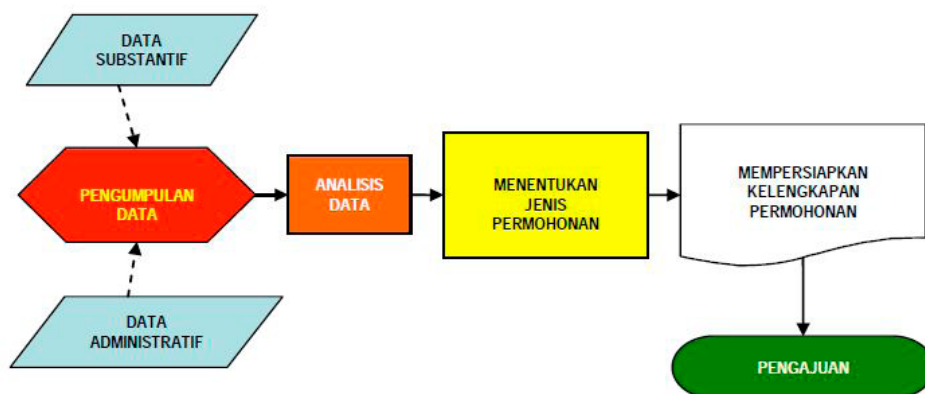 DATA
SUBSTANTIF
PENGUMPULAN
DATA
ANALISIS
DATA
MENENTUKAN
JENIS
PERMOHONAN
MEMPERSIAPKAN
KELENGKAPAN
PERMOHONAN
DATA
ADMINISTRATIF
PENGAJUAN